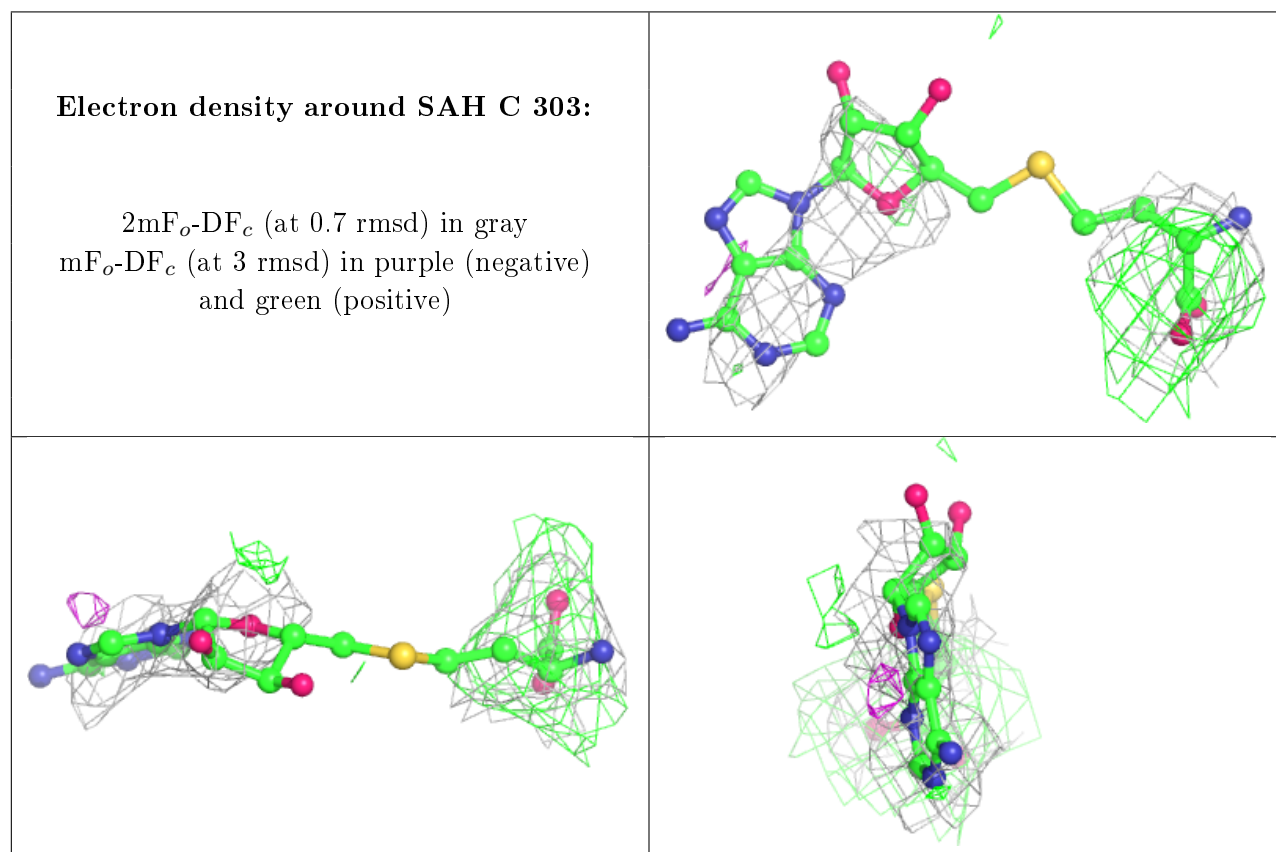 Electron density around SAH C 303:
2mFo-DFc (at 0.7 rmsd) in gray
mFo-DFc (at 3 rmsd) in purple (negative)
and green (positive)